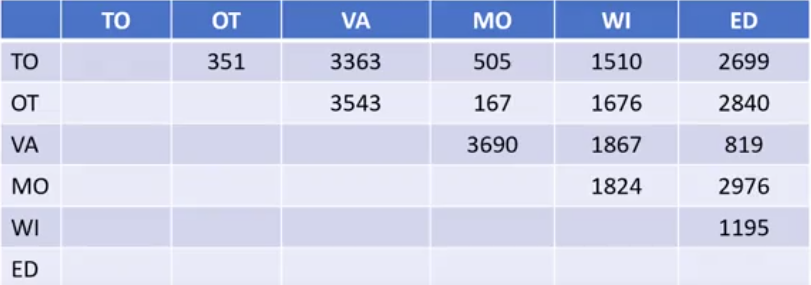 TO OT VA MO WI ED
TO 351 3363 505 1510 2699
OT 3543 167 1676 2840
VA 3690 1867 819
MO 1824 2976
WI 1195
ED